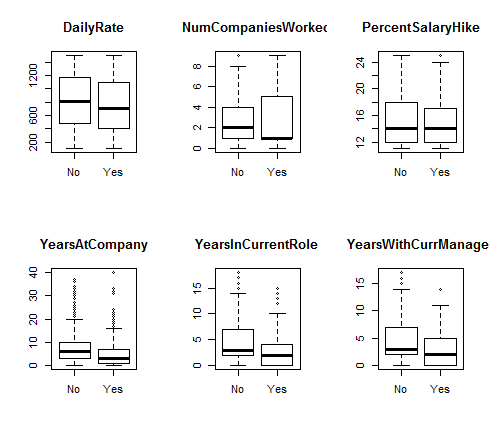 DailyRate
NumCompaniesWorked
PercentSalaryHike
1200
600
200
No Yes
8
6
4
2
0
No Yes
24
20
16
12
No Yes
YearsAtCompany
YearsInCurrentRole
YearsWithCurrManage
40
30
20
10
0
No Yes
15
10
5
0
No Yes
15
10
5
0
No Yes